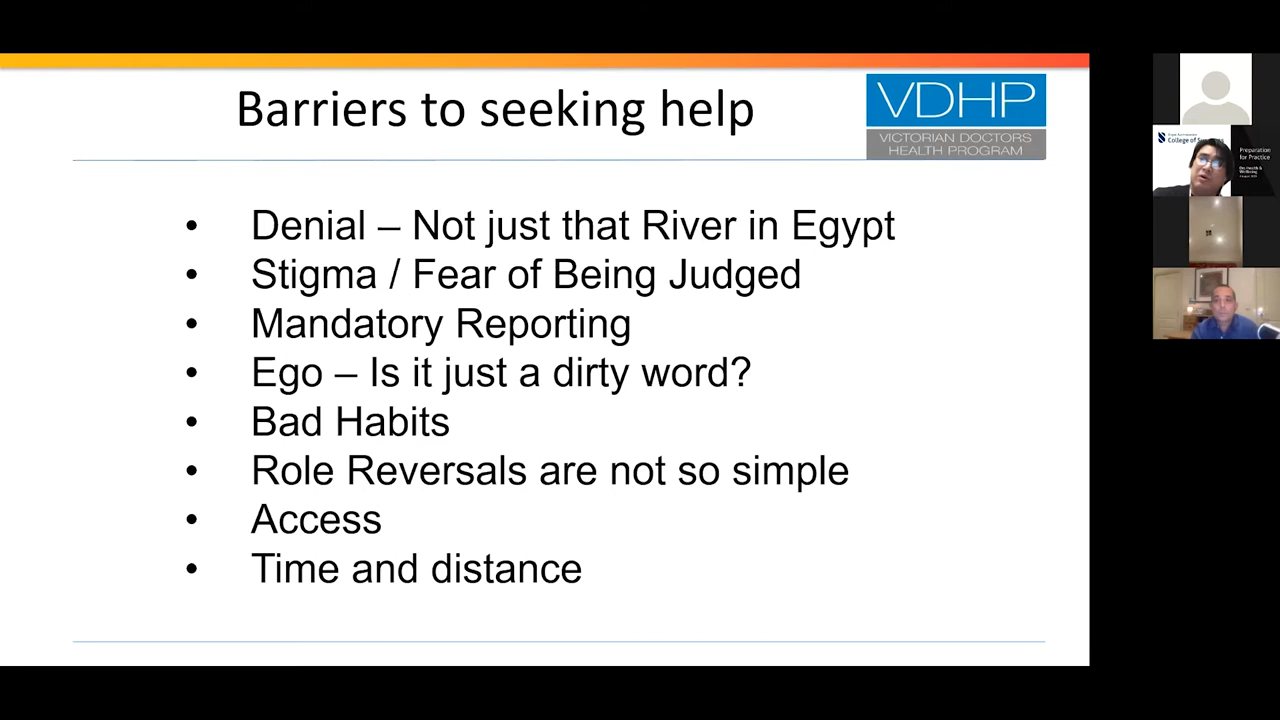 Barriers to seeking help
VDHP
VICTORIAN DOCTORS
HEALTH PROGRAM
• Denial – Not just that River in Egypt
• Stigma / Fear of Being Judged
• Mandatory Reporting
• Ego – Is it just a dirty word?
• Bad Habits
• Role Reversals are not so simple
• Access
• Time and distance
College of
Preparation
for Practice